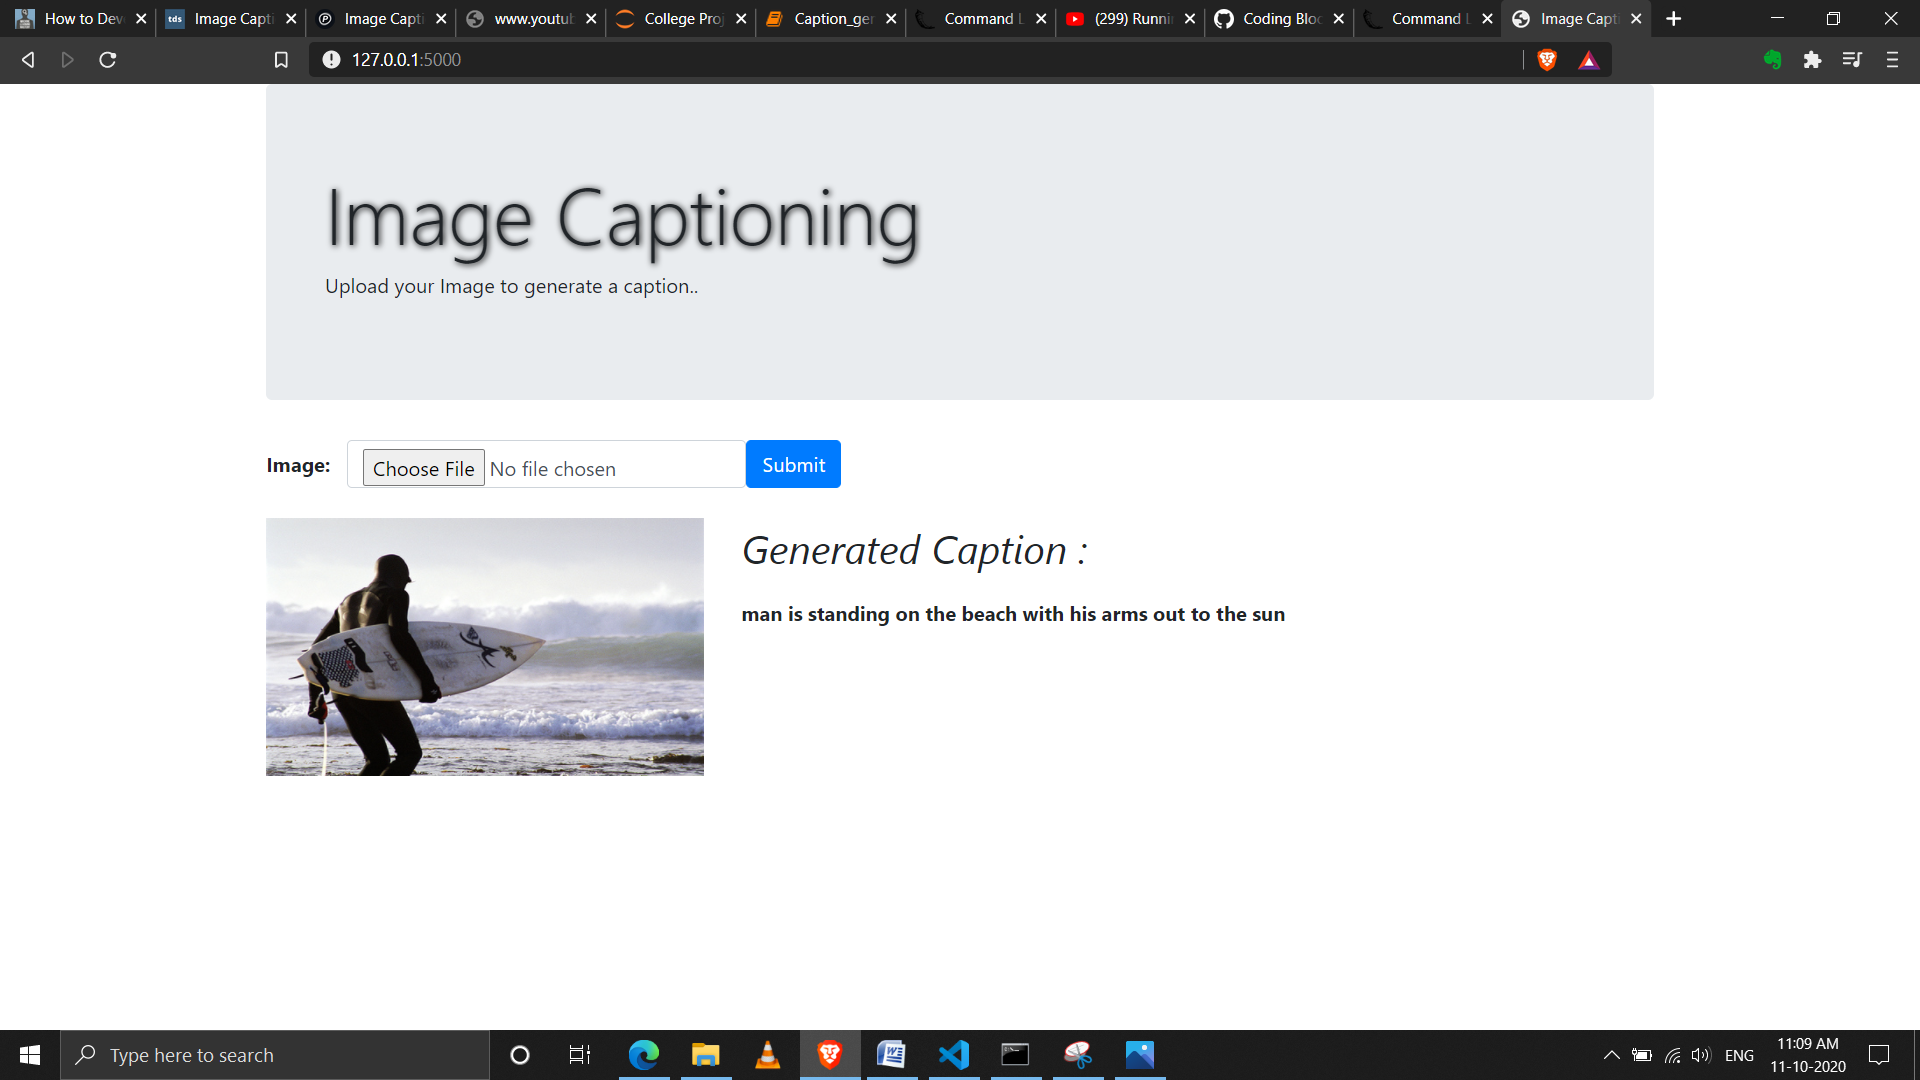 How to Dev
tds Image Capti
Image Capti
www.youtub
College Proj
Caption_ger
Command L
(299) Runni
Coding Bloc
Command L
Image Capti
127.0.0.1:5000
Image Captioning
Upload your Image to generate a caption..
Image: Choose File No file chosen Submit
Generated Caption :
man is standing on the beach with his arms out to the sun
Type here to search
ENG
11:09 AM
11-10-2020